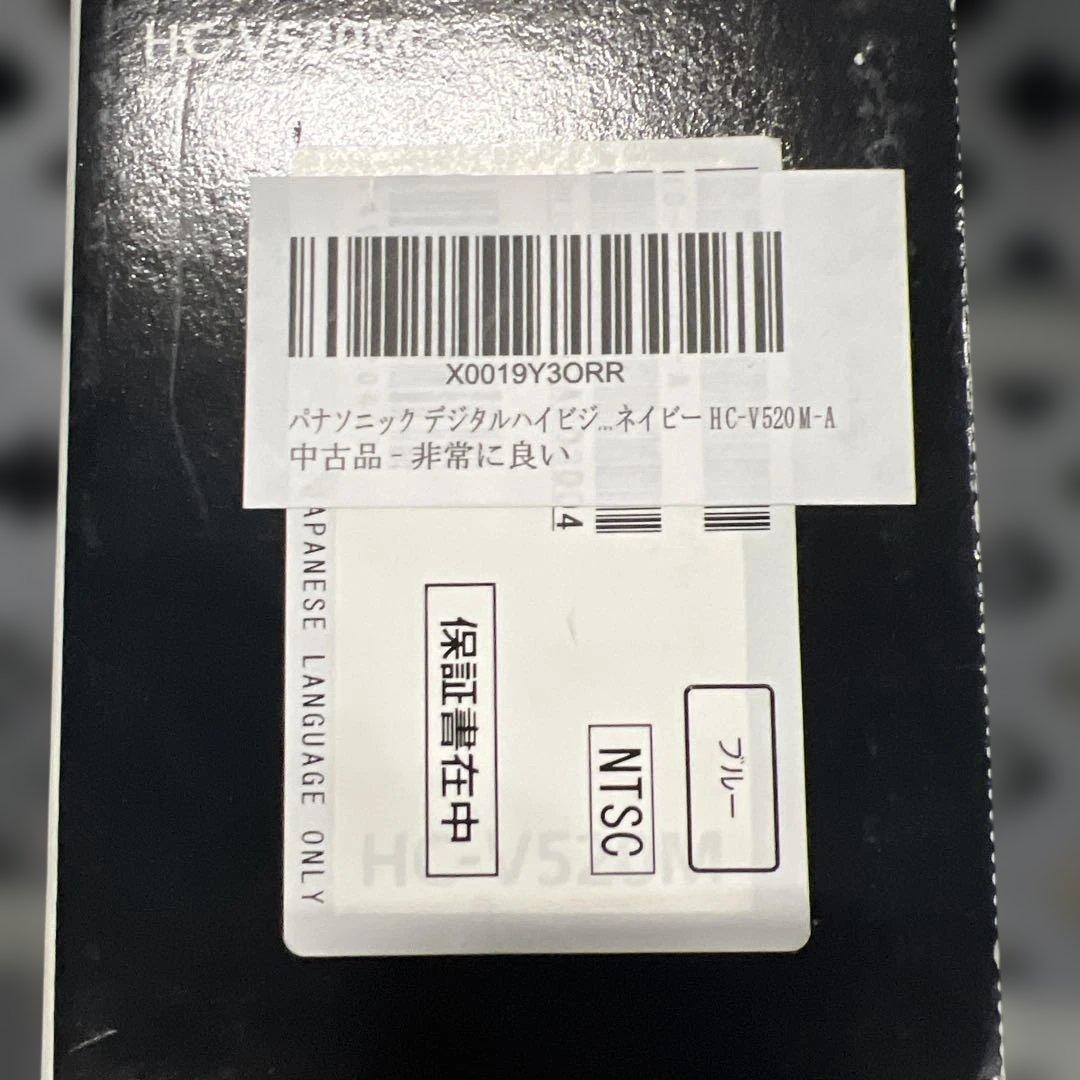 HC-V520M
X0019Y3ORR
パナソニック デジタルハイビジ...ネイビー HC-V520M-A
中古品 - 非常に良い
JAPANESE LANGUAGE ONLY
保証書在中
NTSC
ブルー
HC-V520M